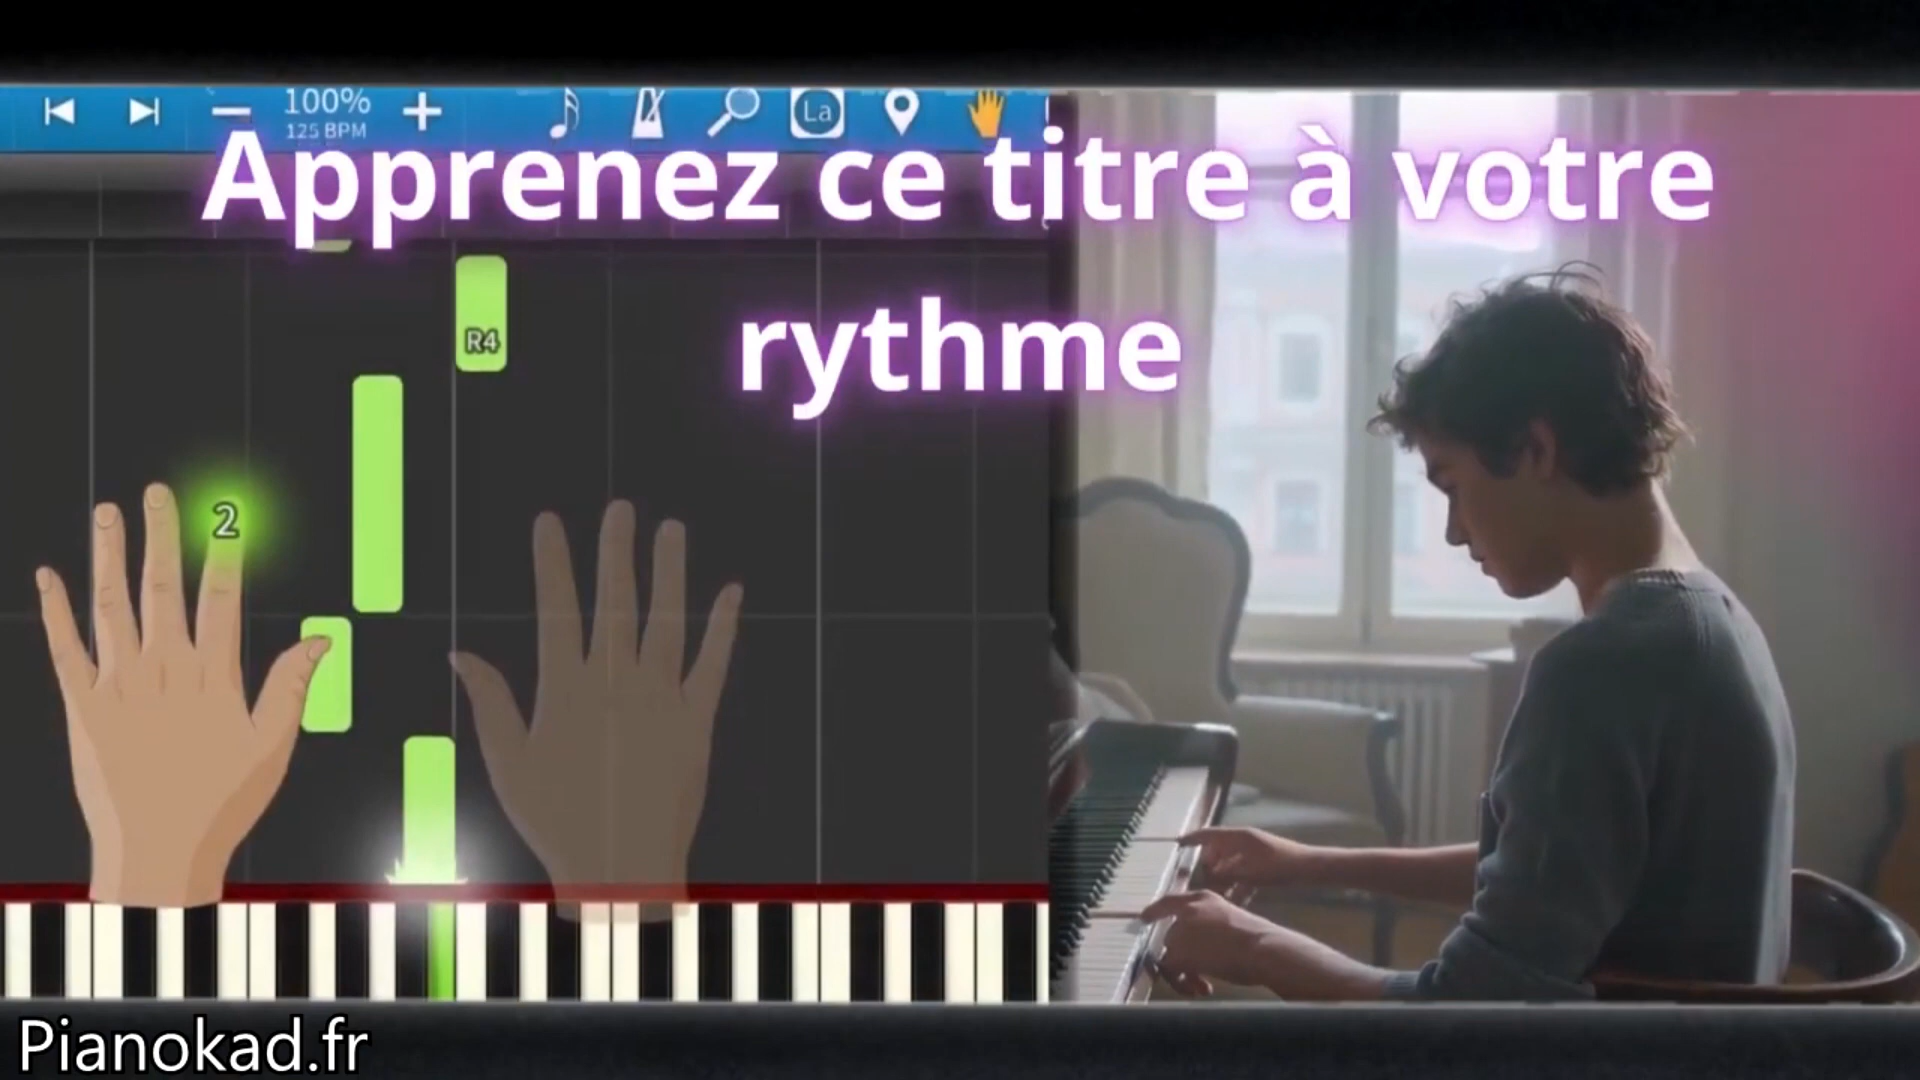 100%
125 BPM
La
Apprenez ce titre à votre
rythme
R4
2
Pianokad.fr